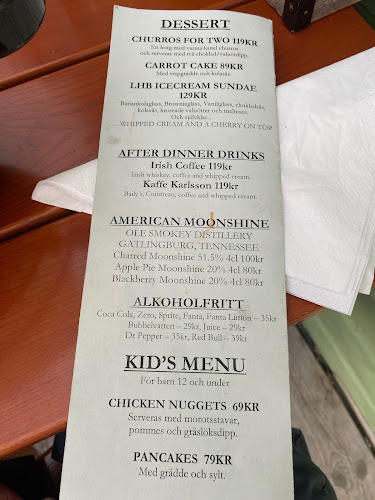 DESSERT
CHURROS FOR TWO 119KR
En korg med varma kanel churros
och serveras med två choklad/valnötsdipp.
CARROT CAKE 89KR
Med vispgrädde och kolasås.
LHB ICECREAM SUNDAE
129KR
Banankolaglass, Brownieglass, Vaniljglass, chokladsås,
kolasås, krossade valnötter och malteser.
Och självklart…
…WHIPPED CREAM AND A CHERRY ON TOP
AFTER DINNER DRINKS
Irish Coffee 119kr
Irish whiskey, coffee and whipped cream.
Kaffe Karlsson 119kr
Baily's, Cointreau, coffee and whipped cream.
AMERICAN MOONSHINE
OLE SMOKEY DISTILLERY
GATLINGBURG, TENNESSEE
Charred Moonshine 51.5% 4cl 100kr
Apple Pie Moonshine 20% 4cl 80kr
Blackberry Moonshine 20% 4cl 80kr
ALKOHOLFRITT
Coca Cola, Zero, Sprite, Fanta, Fanta Limón – 35kr
Bubbelvatten – 29kr, Juice – 29kr
Dr Pepper – 35kr, Red Bull – 39kr
KID'S MENU
För barn 12 och under
CHICKEN NUGGETS 69KR
Serveras med morotsstavar,
pommes och gräslöksdipp.
PANCAKES 79KR
Med grädde och sylt.